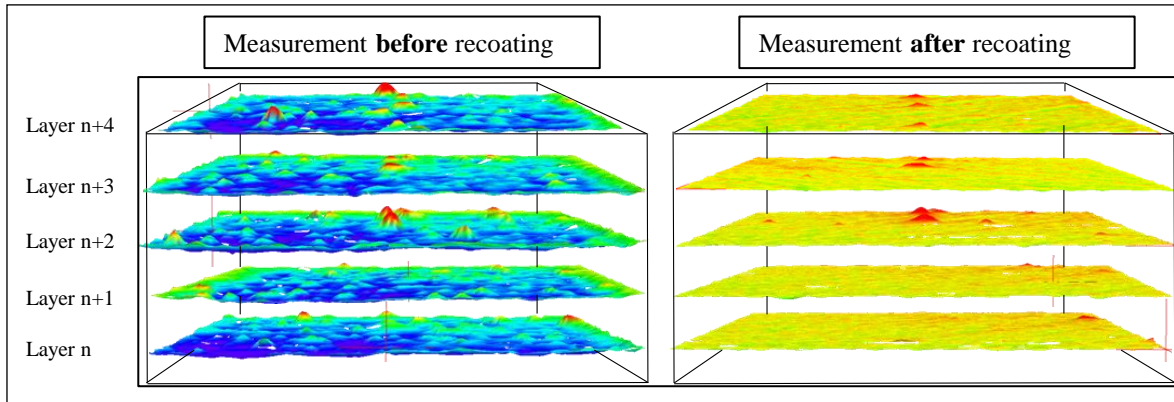 Measurement before recoating
Measurement after recoating
Layer n+4
Layer n+3
Layer n+2
Layer n+1
Layer n